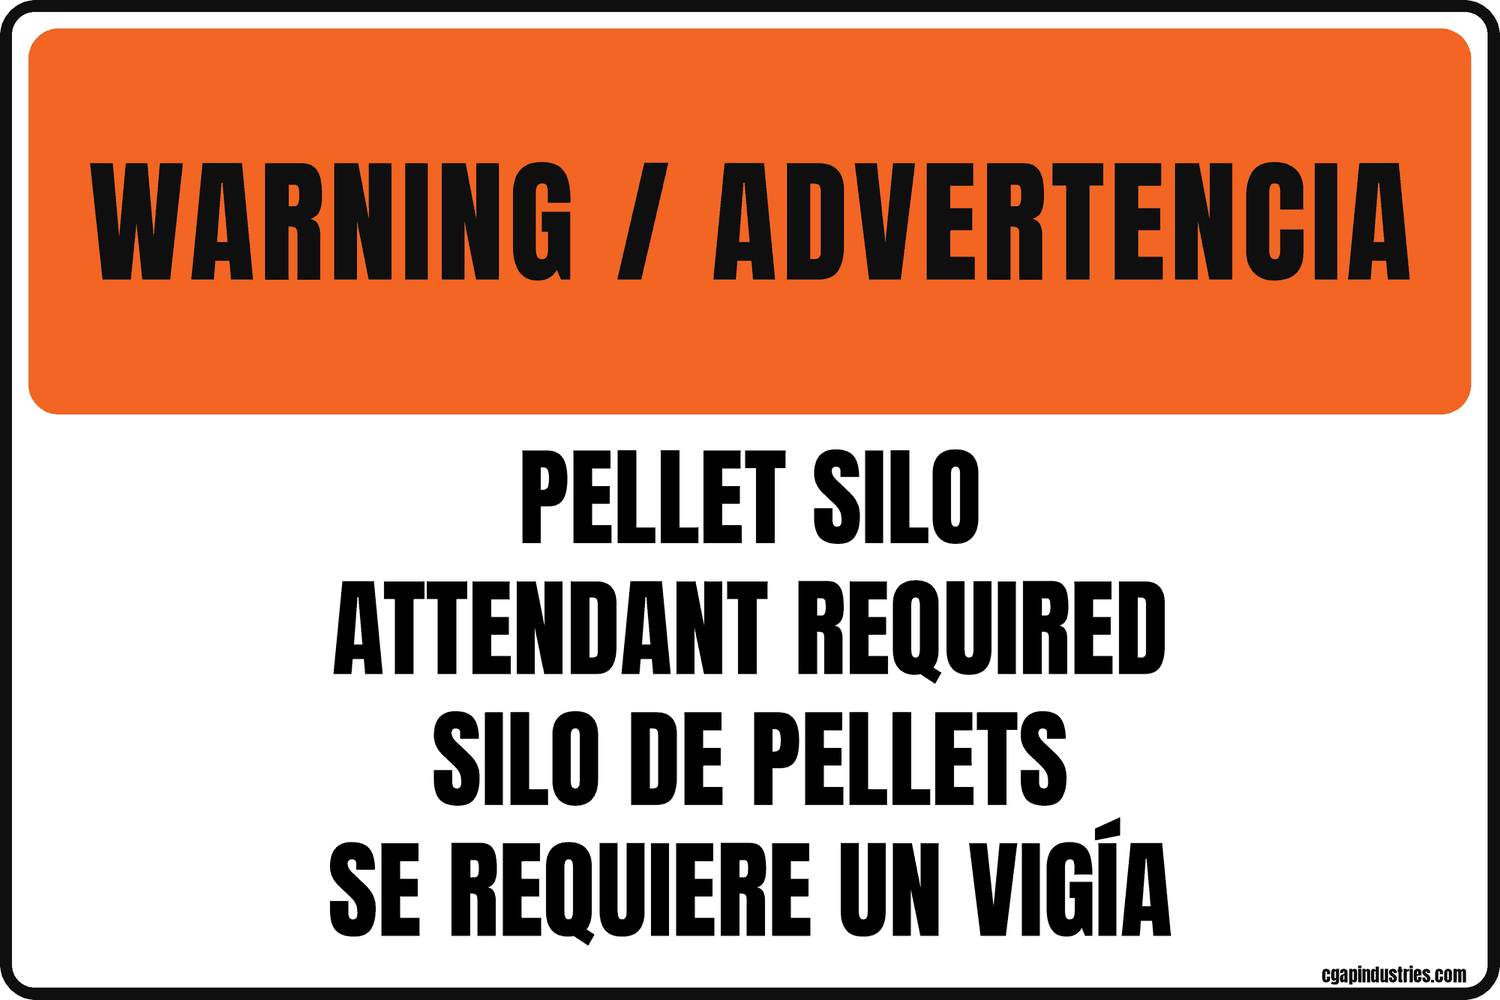 WARNING / ADVERTENCIA
PELLET SILO
ATTENDANT REQUIRED
SILO DE PELLETS
SE REQUIERE UN VIGÍA
cgapindustries.com